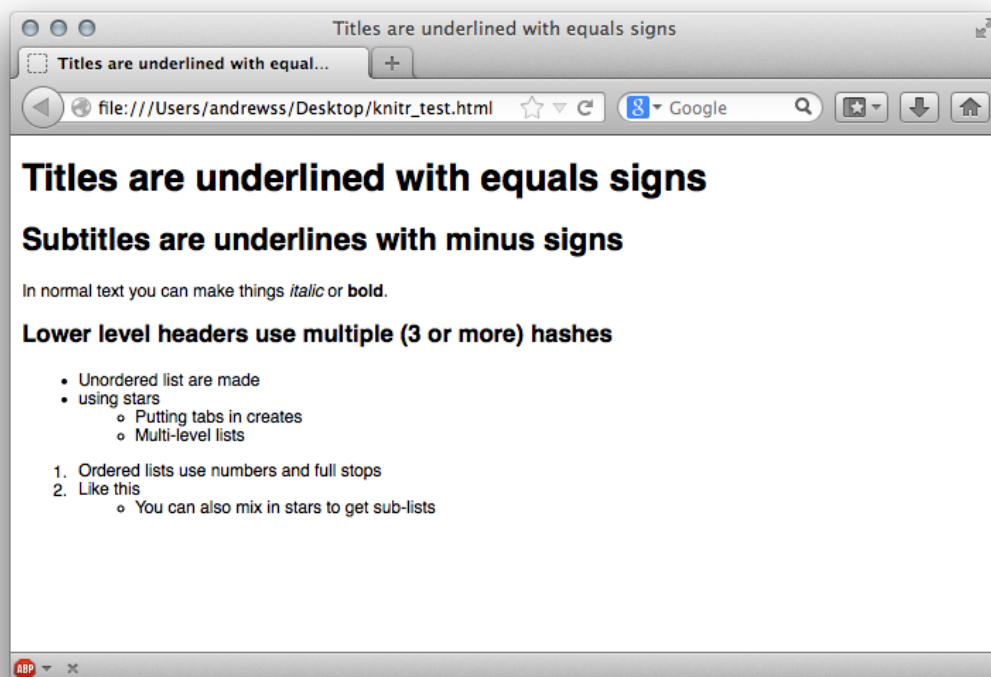 Titles are underlined with equals signs
Titles are underlined with equal...
file:///Users/andrewss/Desktop/knitr_test.html
8 Google
Titles are underlined with equals signs
Subtitles are underlines with minus signs
In normal text you can make things italic or bold.
Lower level headers use multiple (3 or more) hashes
• Unordered list are made
• using stars
◦ Putting tabs in creates
◦ Multi-level lists
1. Ordered lists use numbers and full stops
2. Like this
◦ You can also mix in stars to get sub-lists
ABP